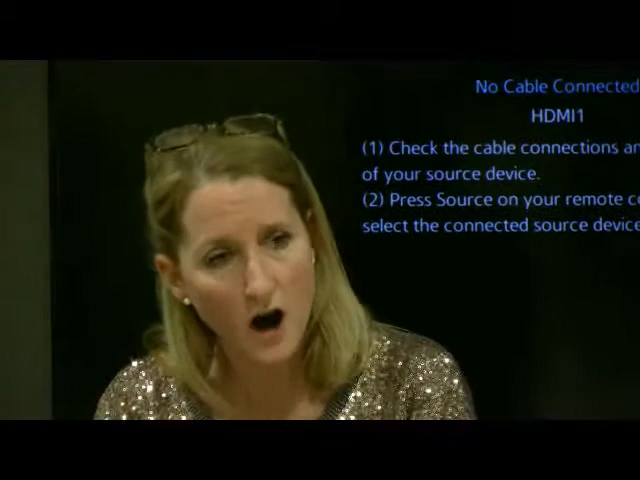 No Cable Connected
HDMI1
(1) Check the cable connections
of your source device.
(2) Press Source on your remote
select the connected source device